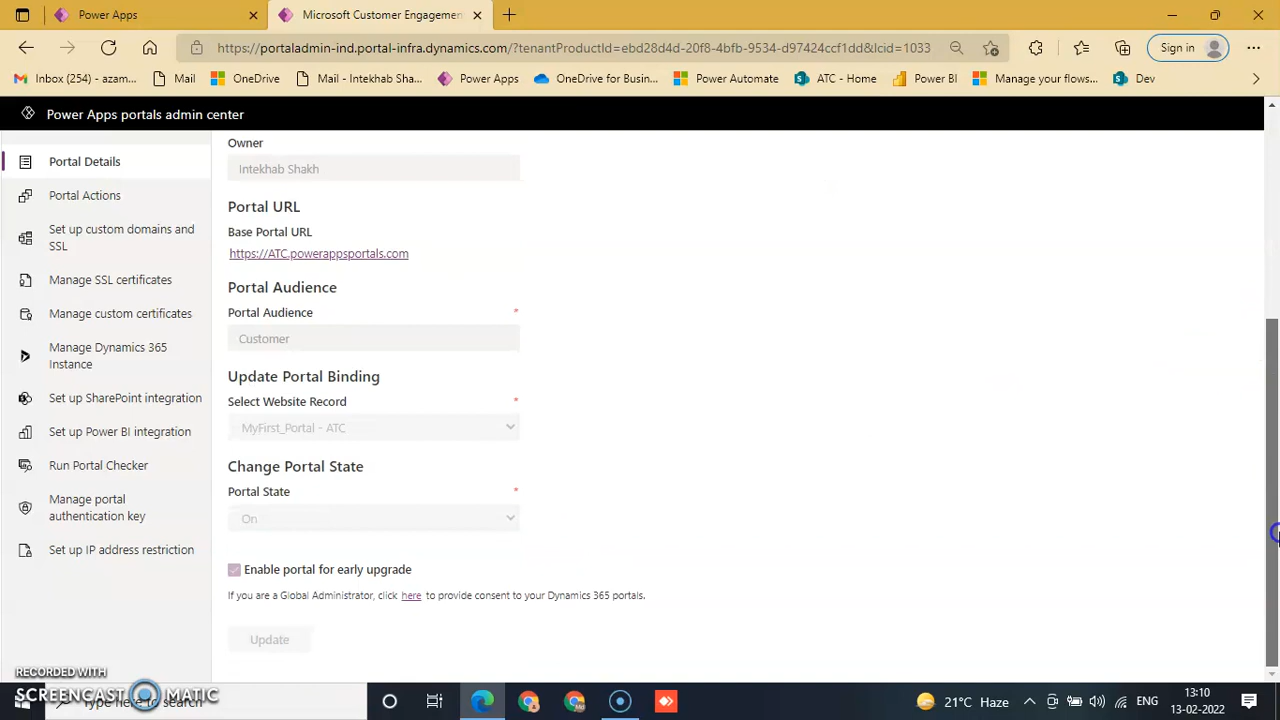 Power Apps
Microsoft Customer Engagement
https://portaladmin-ind.portal-infra.dynamics.com/?tenantProductId=ebd28d4d-20f8-4bfb-9534-d97424ccf1dd&lcid=1033
Sign in
Inbox (254) - azam...
Mail
OneDrive
Mail - Intekhab Sha...
Power Apps
OneDrive for Busin...
Power Automate
ATC - Home
Power BI
Manage your flows...
Dev
Power Apps portals admin center
Portal Details
Portal Actions
Set up custom domains and
SSL
Manage SSL certificates
Manage custom certificates
Manage Dynamics 365
Instance
Set up SharePoint integration
Set up Power BI integration
Run Portal Checker
Manage portal
authentication key
Set up IP address restriction
Owner
Intekhab Shakh
Portal URL
Base Portal URL
https://ATC.powerappsportals.com
Portal Audience
Portal Audience *
Customer
Update Portal Binding
Select Website Record *
MyFirst_Portal - ATC
Change Portal State
Portal State *
On
Enable portal for early upgrade
If you are a Global Administrator, click here to provide consent to your Dynamics 365 portals.
Update
RECORDED WITH
SCREENCAST MATIC
Type here to search
21°C Haze
ENG
13:10
13-02-2022